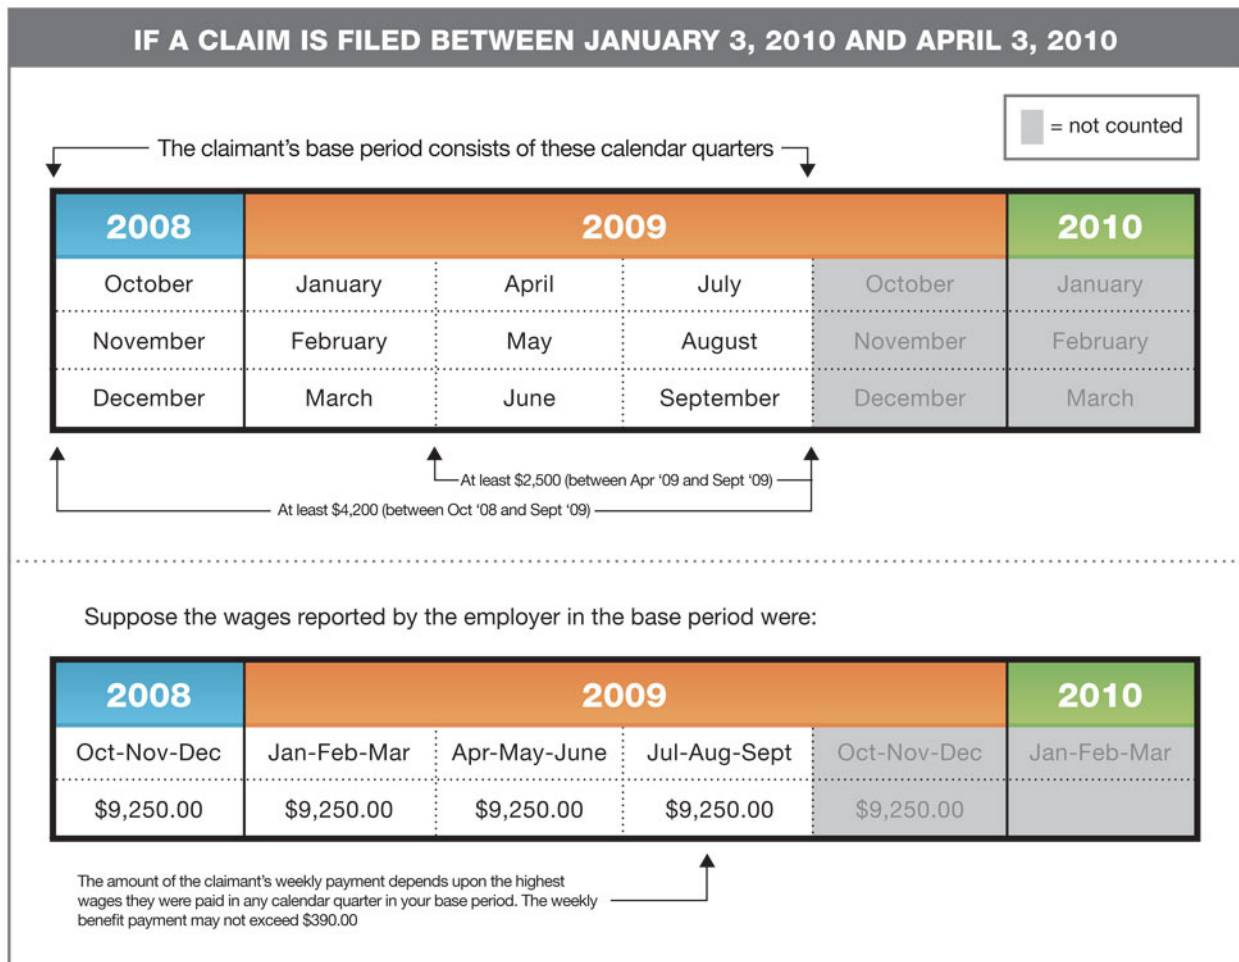 IF A CLAIM IS FILED BETWEEN JANUARY 3, 2010 AND APRIL 3, 2010
= not counted
The claimant's base period consists of these calendar quarters
2008 2009 2010
October January April July October January
November February May August November February
December March June September December March
At least $2,500 (between Apr ‘09 and Sept ‘09)
At least $4,200 (between Oct ‘08 and Sept ‘09)
Suppose the wages reported by the employer in the base period were:
2008 2009 2010
Oct-Nov-Dec Jan-Feb-Mar Apr-May-June Jul-Aug-Sept Oct-Nov-Dec Jan-Feb-Mar
$9,250.00 $9,250.00 $9,250.00 $9,250.00 $9,250.00
The amount of the claimant's weekly payment depends upon the highest
wages they were paid in any calendar quarter in your base period. The weekly
benefit payment may not exceed $390.00